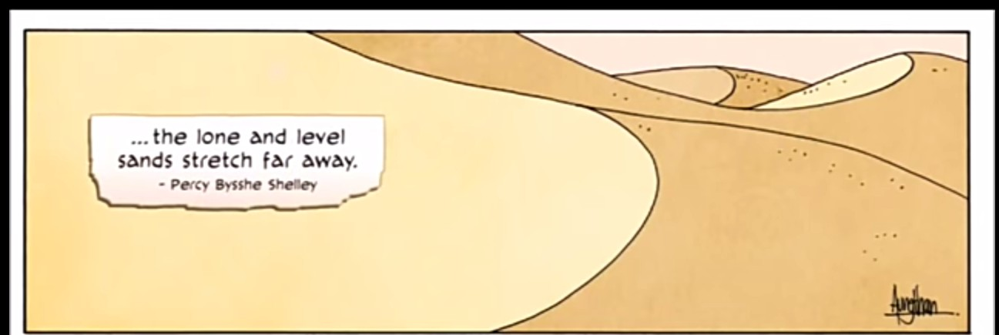 ...the lone and level
sands stretch far away.
- Percy Bysshe Shelley